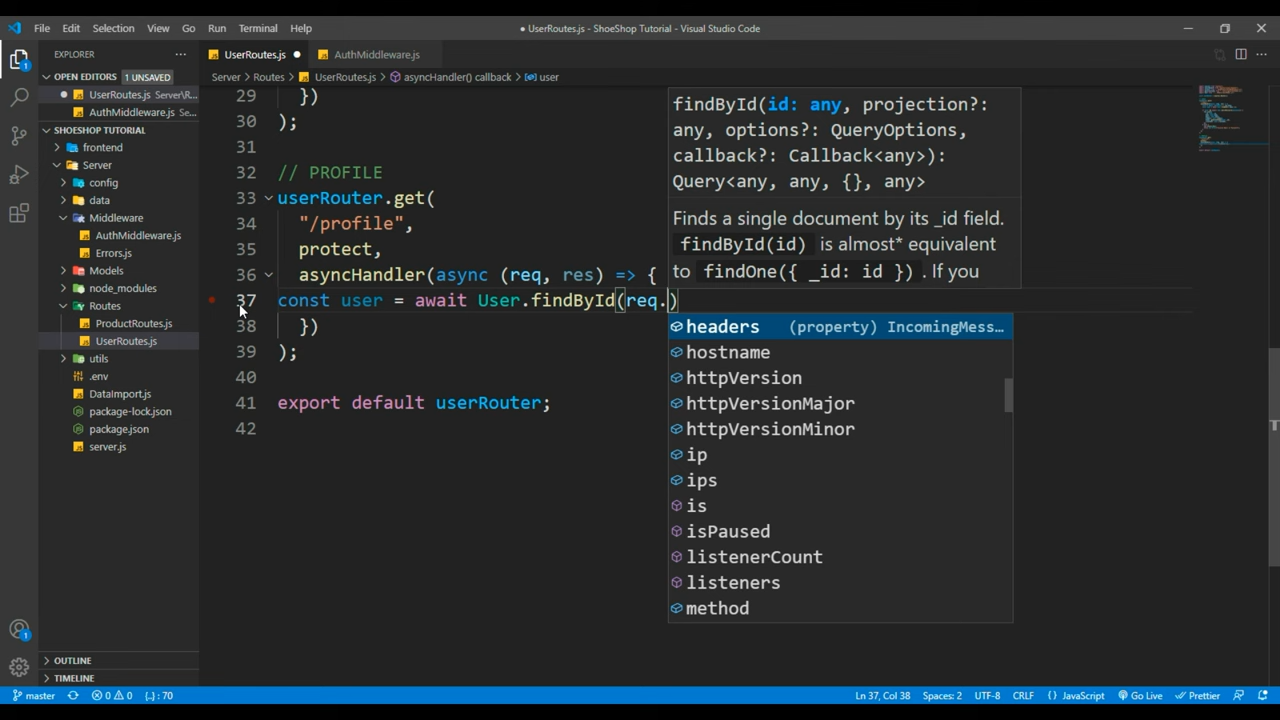 File Edit Selection View Go Run Terminal Help
● UserRoutes.js - ShoeShop Tutorial - Visual Studio Code
EXPLORER
OPEN EDITORS 1 UNSAVED
UserRoutes.js Server\R...
AuthMiddleware.js Se...
SHOESHOP TUTORIAL
frontend
Server
config
data
Middleware
AuthMiddleware.js
Errors.js
Models
node_modules
Routes
ProductRoutes.js
UserRoutes.js
utils
.env
DataImport.js
package-lock.json
package.json
server.js
OUTLINE
TIMELINE
1
1
UserRoutes.js ● AuthMiddleware.js
Server > Routes > UserRoutes.js > asyncHandler() callback > user
29 })
30 );
31
32 // PROFILE
33 userRouter.get(
34 "/profile",
35 protect,
36 asyncHandler(async (req, res) => {
37 const user = await User.findById(req.)
38 })
39 );
40
41 export default userRouter;
42
findById(id: any, projection?:
any, options?: QueryOptions,
callback?: Callback<any>):
Query<any, any, {}, any>
Finds a single document by its _id field.
findById(id) is almost* equivalent
to findOne({ _id: id }). If you
headers (property) IncomingMess...
hostname
httpVersion
httpVersionMajor
httpVersionMinor
ip
ips
is
isPaused
listenerCount
listeners
method
master 0 0 {..} : 70 Ln 37, Col 38 Spaces: 2 UTF-8 CRLF {} JavaScript Go Live Prettier